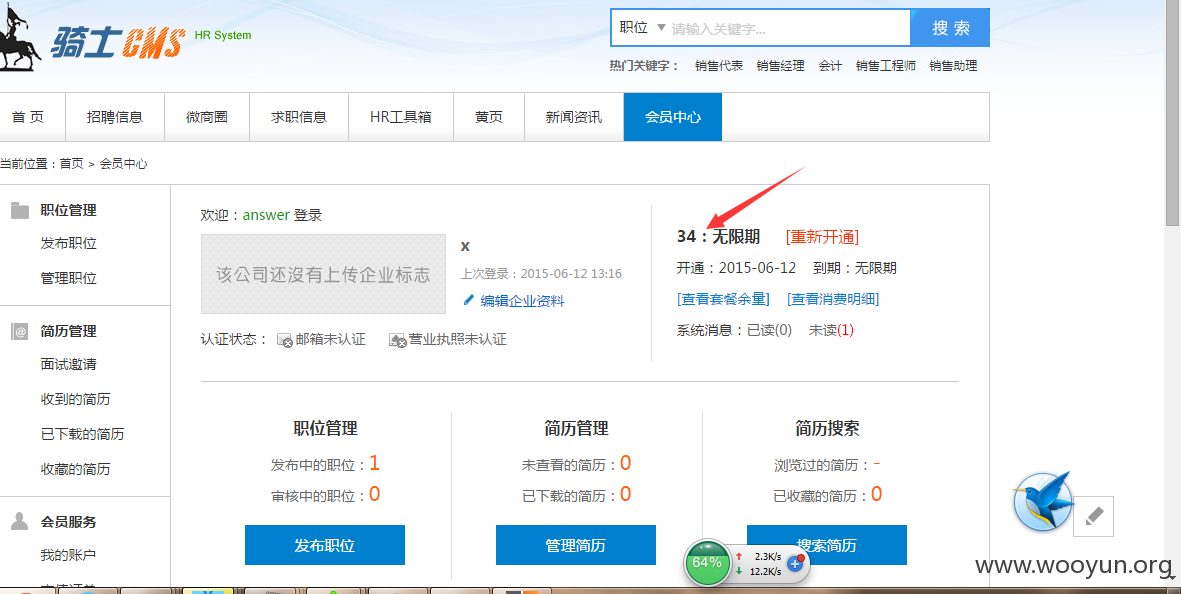 骑士CMS HR System
职位 ▼ 请输入关键字... 搜 索
热门关键字： 销售代表 销售经理 会计 销售工程师 销售助理
首 页 招聘信息 微商圈 求职信息 HR工具箱 黄页 新闻资讯 会员中心
当前位置：首页 > 会员中心
职位管理
发布职位
管理职位
@ 简历管理
面试邀请
收到的简历
已下载的简历
收藏的简历
会员服务
我的账户
欢迎：answer 登录
该公司还沒有上传企业标志
x
上次登录：2015-06-12 13:16
编辑企业资料
认证状态： 邮箱未认证 营业执照未认证
34：无限期 [重新开通]
开通：2015-06-12 到期：无限期
[查看套餐余量] [查看消费明细]
系统消息：已读(0) 未读(1)
职位管理
发布中的职位：1
审核中的职位：0
发布职位
简历管理
未查看的简历：0
已下载的简历：0
管理简历
简历搜索
浏览过的简历：-
已收藏的简历：0
搜索简历
64% ↑ 2.3K/s
↓ 12.2K/s
www.wooyun.org